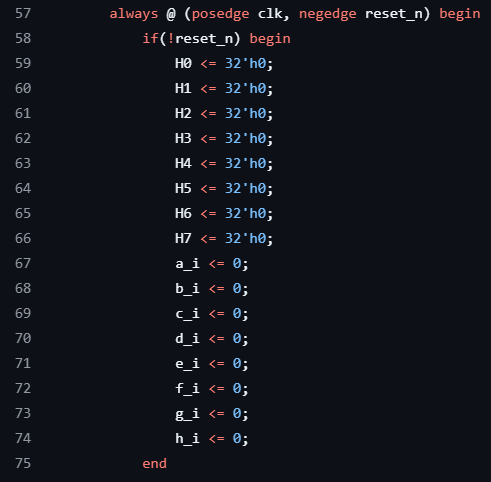 57 always @ (posedge clk, negedge reset_n) begin
58 if(!reset_n) begin
59 H0 <= 32'h0;
60 H1 <= 32'h0;
61 H2 <= 32'h0;
62 H3 <= 32'h0;
63 H4 <= 32'h0;
64 H5 <= 32'h0;
65 H6 <= 32'h0;
66 H7 <= 32'h0;
67 a_i <= 0;
68 b_i <= 0;
69 c_i <= 0;
70 d_i <= 0;
71 e_i <= 0;
72 f_i <= 0;
73 g_i <= 0;
74 h_i <= 0;
75 end